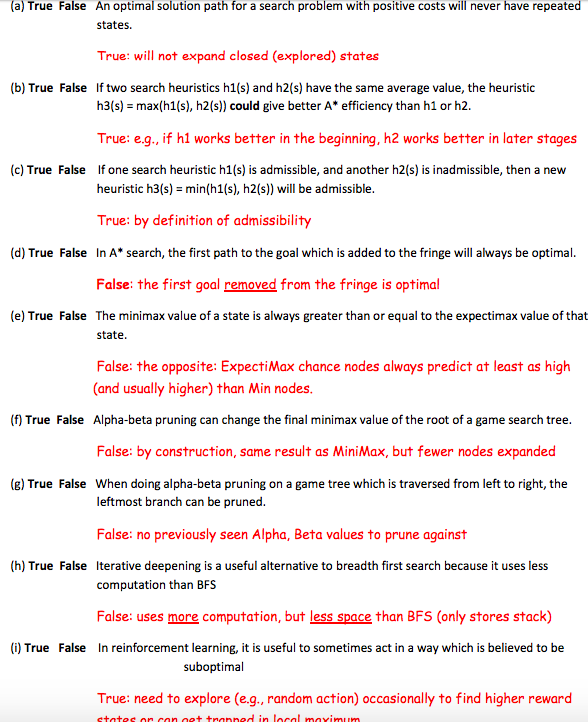 (a) True False An optimal solution path for a search problem with positive costs will never have repeated
states.
True: will not expand closed (explored) states
(b) True False If two search heuristics h1(s) and h2(s) have the same average value, the heuristic
h3(s) = max(h1(s), h2(s)) could give better A* efficiency than h1 or h2.
True: e.g., if h1 works better in the beginning, h2 works better in later stages
(c) True False If one search heuristic h1(s) is admissible, and another h2(s) is inadmissible, then a new
heuristic h3(s) = min(h1(s), h2(s)) will be admissible.
True: by definition of admissibility
(d) True False In A* search, the first path to the goal which is added to the fringe will always be optimal.
False: the first goal removed from the fringe is optimal
(e) True False The minimax value of a state is always greater than or equal to the expectimax value of that
state.
False: the opposite: ExpectiMax chance nodes always predict at least as high
(and usually higher) than Min nodes.
(f) True False Alpha-beta pruning can change the final minimax value of the root of a game search tree.
False: by construction, same result as MiniMax, but fewer nodes expanded
(g) True False When doing alpha-beta pruning on a game tree which is traversed from left to right, the
leftmost branch can be pruned.
False: no previously seen Alpha, Beta values to prune against
(h) True False Iterative deepening is a useful alternative to breadth first search because it uses less
computation than BFS
False: uses more computation, but less space than BFS (only stores stack)
(i) True False In reinforcement learning, it is useful to sometimes act in a way which is believed to be
suboptimal
True: need to explore (e.g., random action) occasionally to find higher reward
states or can get trapped in local maximum